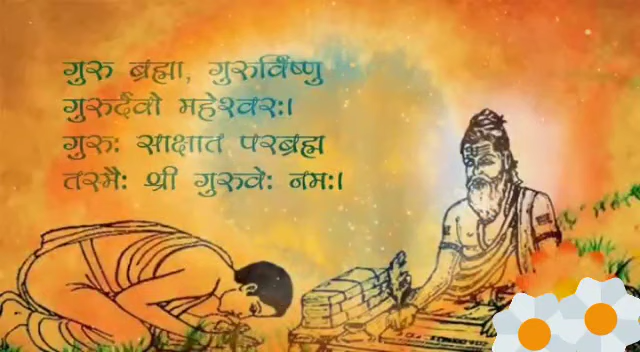 गुरु ब्रह्मा, गुरुर्विष्णु
गुरुर्देवो महेश्वरः।
गुरुः साक्षात परब्रह्म
तस्मैः श्री गुरुवेः नमः।